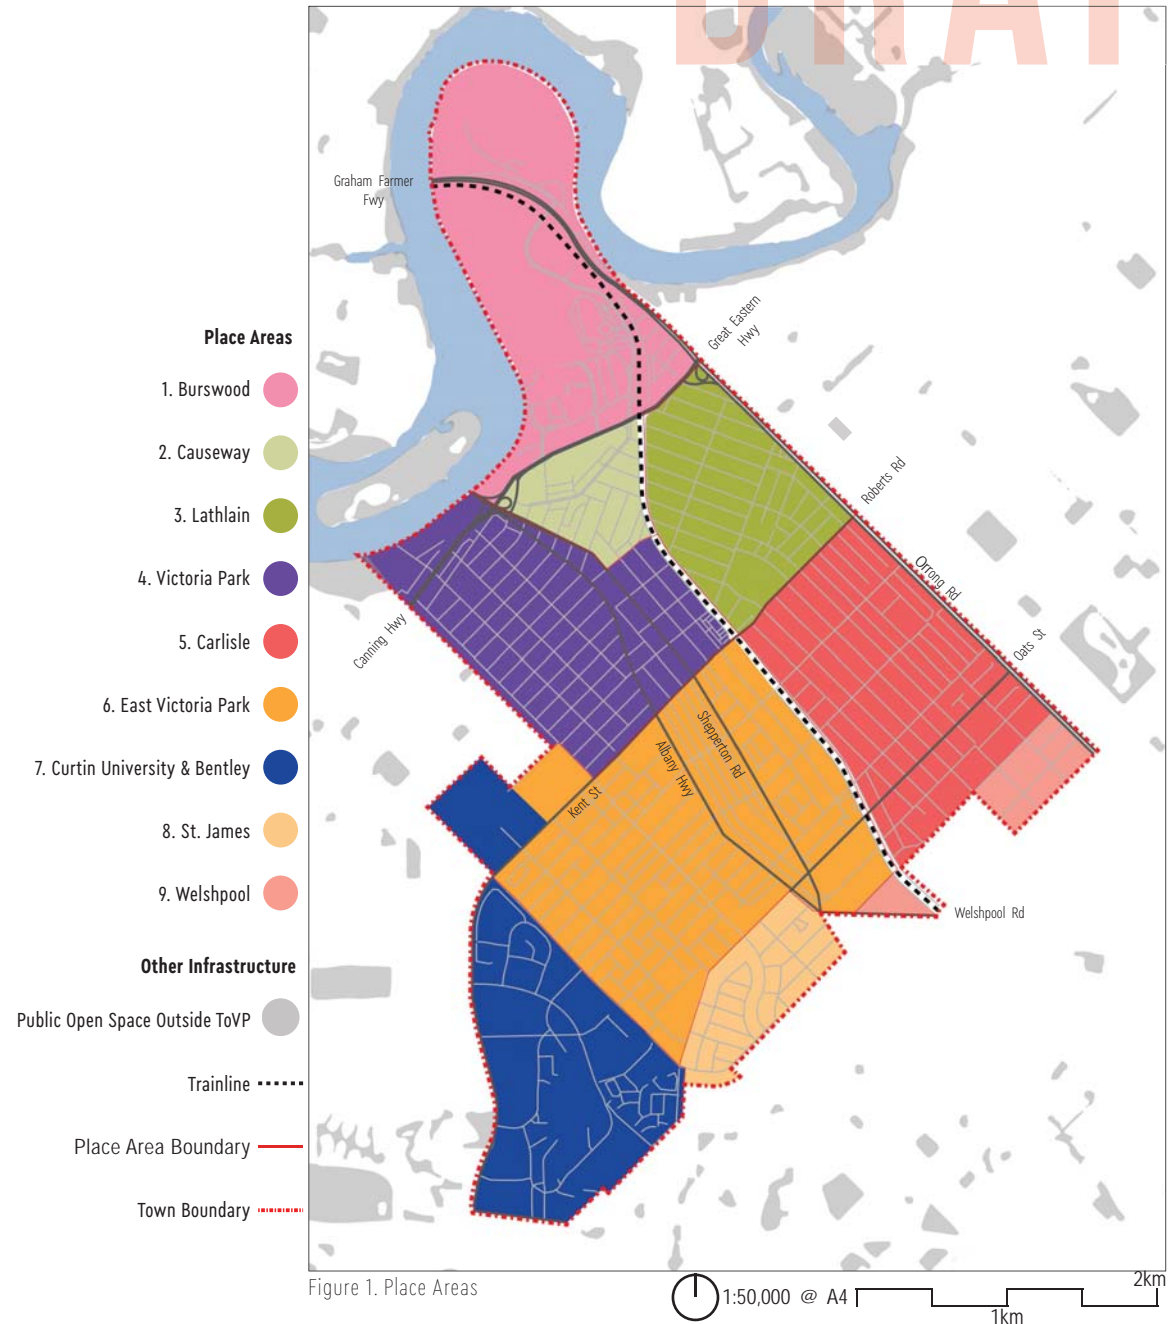 DRAF
Graham Farmer
Fwy
Great Eastern
Hwy
Place Areas
1. Burswood
2. Causeway
3. Lathlain
4. Victoria Park
5. Carlisle
6. East Victoria Park
7. Curtin University & Bentley
8. St. James
9. Welshpool
Roberts Rd
Orrong Rd
Oats St
Canning Hwy
Shepperton Rd
Albany Hwy
Kent St
Welshpool Rd
Other Infrastructure
Public Open Space Outside ToVP
Trainline
Place Area Boundary
Town Boundary
Figure 1. Place Areas
1:50,000 @ A4
2km
1km